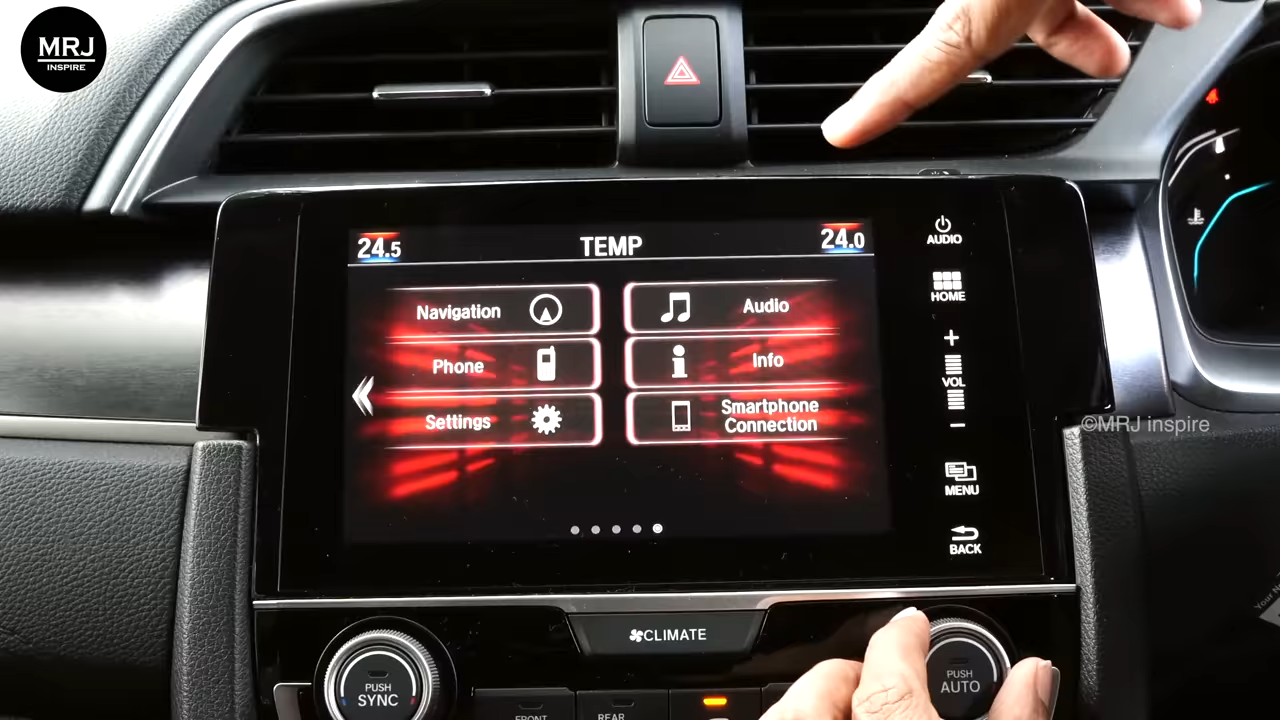 MRJ
INSPIRE
24.5
TEMP
24.0
AUDIO
HOME
Navigation
Audio
Phone
Info
+
VOL
-
Settings
Smartphone
Connection
©MRJ inspire
MENU
BACK
CLIMATE
PUSH
SYNC
PUSH
AUTO
FRONT
REAR